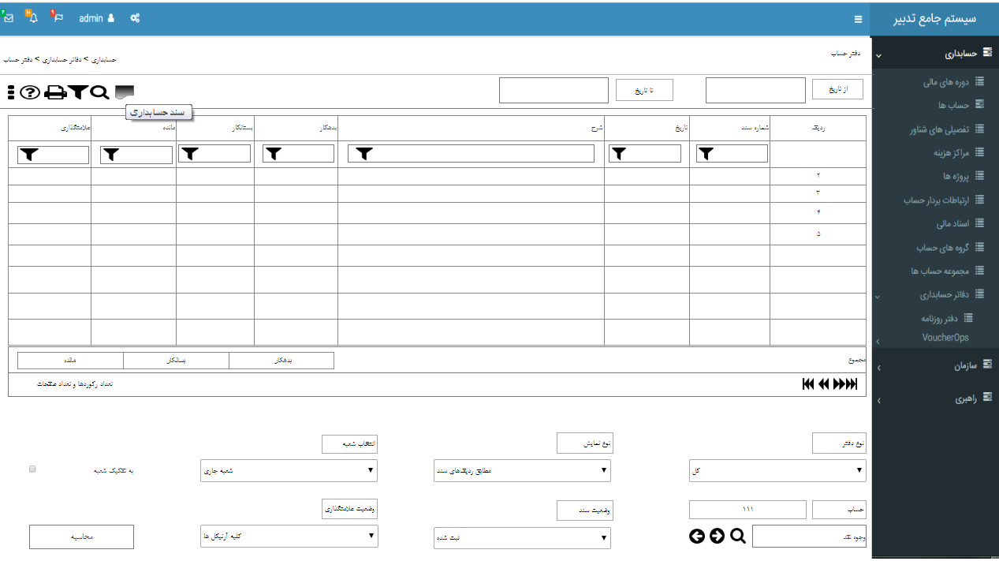 سیستم جامع تدبیر
admin
۴
۱۰
۹
حسابداری
دوره های مالی
حساب ها
تفصیلی های شناور
مراکز هزینه
پروژه ها
ارتباطات بردار حساب
اسناد مالی
گروه های حساب
مجموعه حساب ها
دفاتر حسابداری
دفتر روزنامه
VoucherOps
سازمان
راهبری
دفتر حساب
حسابداری > دفاتر حسابداری > دفتر حساب
از تاریخ
تا تاریخ
سند حسابداری
ردیف شماره سند تاریخ شرح بدهکار بستانکار مانده علامتگذاری
۲
۳
۴
۵
مجموع بدهکار بستانکار مانده
تعداد رکوردها و تعداد صفحات
نوع دفتر نوع نمایش انتخاب شعبه
کل مطابق ردیف‌های سند شعبه جاری به تفکیک شعبه
حساب ۱۱۱ وضعیت سند وضعیت علامتگذاری
وجوه نقد ثبت شده کلیه آرتیکل ها محاسبه